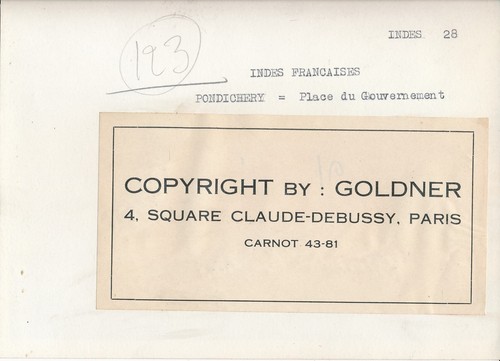 INDES 28
193
INDES FRANCAISES
PONDICHERY = Place du Gouvernement
COPYRIGHT BY : GOLDNER
4, SQUARE CLAUDE-DEBUSSY, PARIS
CARNOT 43-81